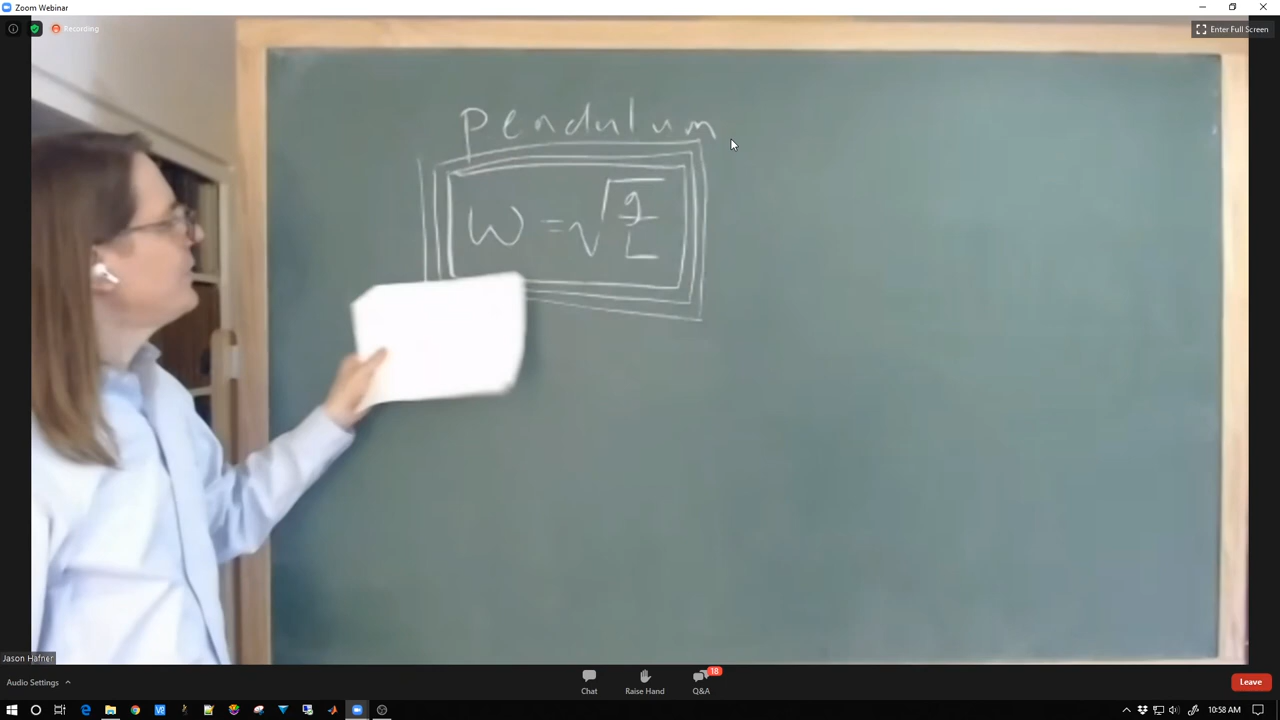 Zoom Webinar
Recording
Enter Full Screen
pendulum
ω = √g/L
Jason Hafner
Audio Settings
Chat
Raise Hand
18
Q&A
Leave
10:58 AM